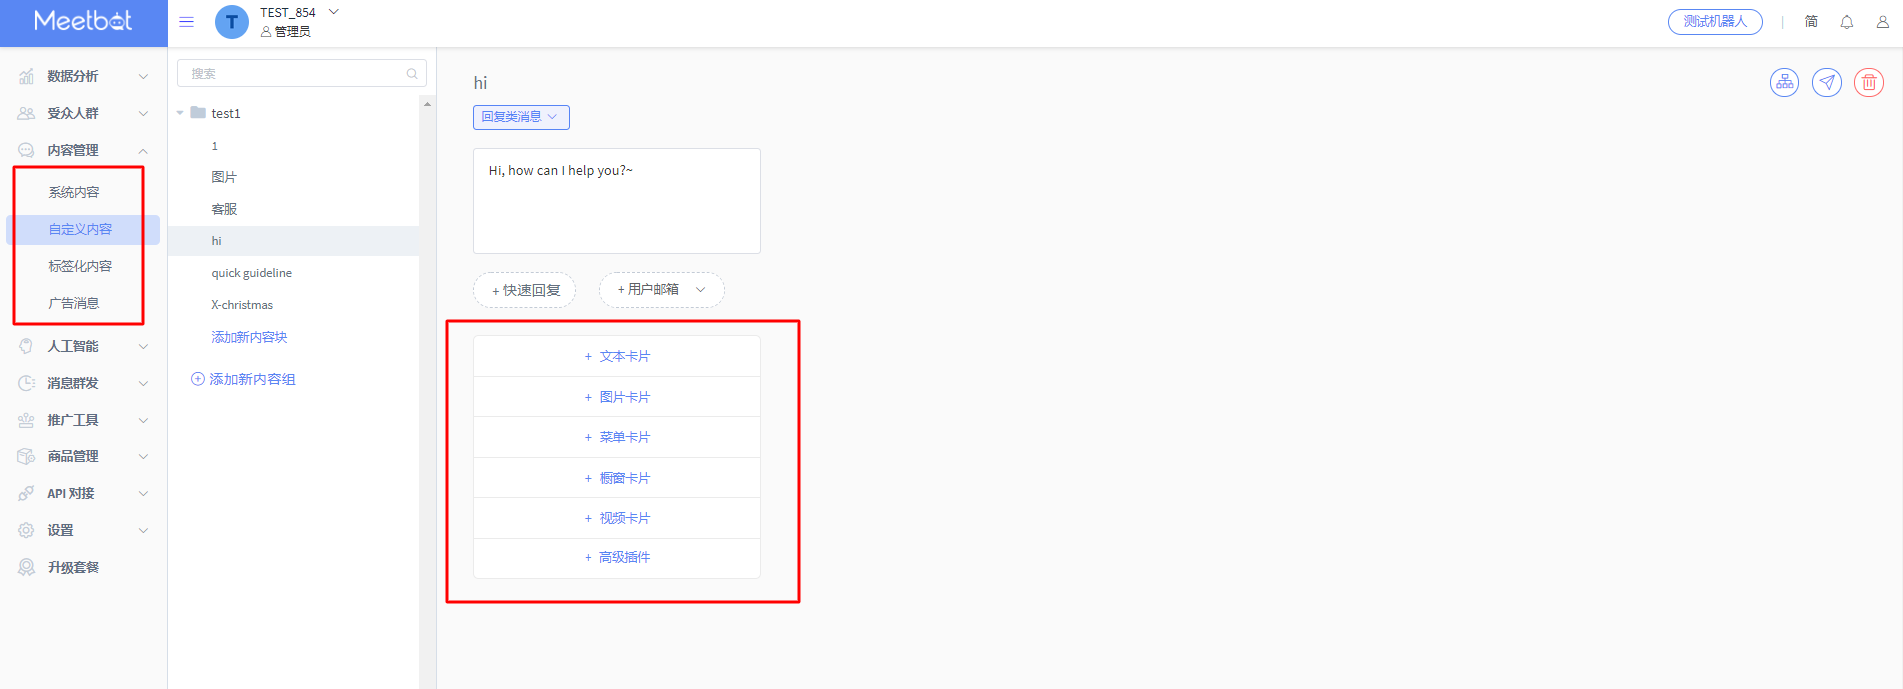 Meetbot
T
TEST_854
管理员
测试机器人
简
数据分析
受众人群
内容管理
系统内容
自定义内容
标签化内容
广告消息
人工智能
消息群发
推广工具
商品管理
API 对接
设置
升级套餐
搜索
test1
1
图片
客服
hi
quick guideline
X-christmas
添加新内容块
添加新内容组
hi
回复类消息
Hi, how can I help you?~
+ 快速回复
+ 用户邮箱
+ 文本卡片
+ 图片卡片
+ 菜单卡片
+ 橱窗卡片
+ 视频卡片
+ 高级插件